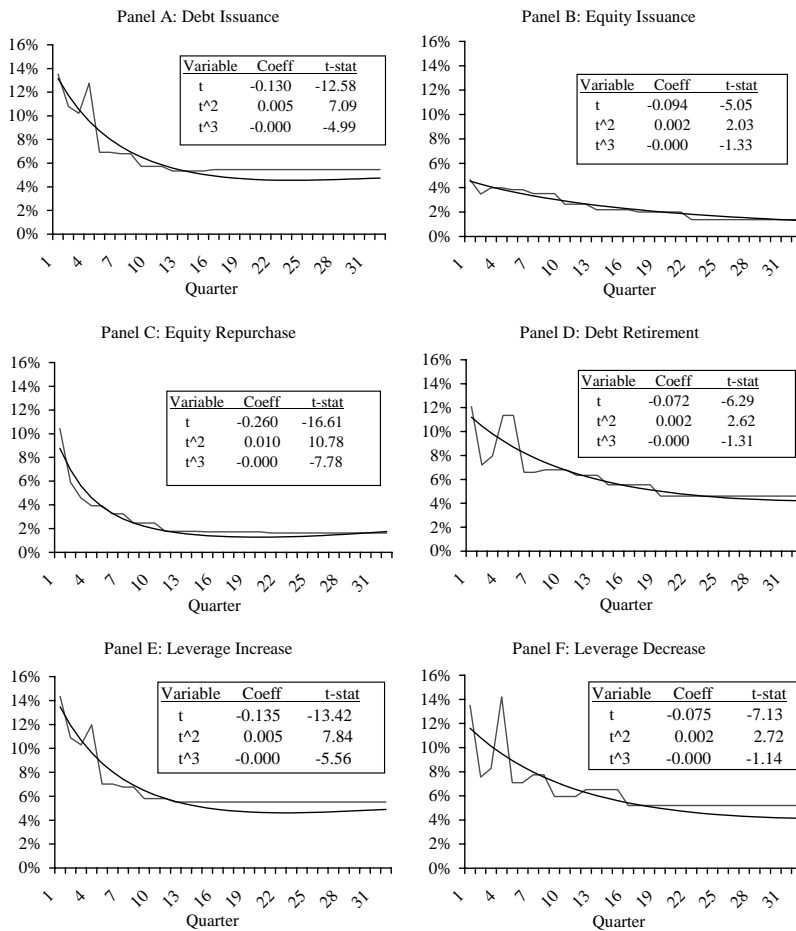 Panel A: Debt Issuance
16%
14%
12%
10%
8%
6%
4%
2%
0%
Variable Coeff t-stat
t -0.130 -12.58
t^2 0.005 7.09
t^3 -0.000 -4.99
1 4 7 10 13 16 19 22 25 28 31
Quarter
Panel B: Equity Issuance
16%
14%
12%
10%
8%
6%
4%
2%
0%
Variable Coeff t-stat
t -0.094 -5.05
t^2 0.002 2.03
t^3 -0.000 -1.33
1 4 7 10 13 16 19 22 25 28 31
Quarter
Panel C: Equity Repurchase
16%
14%
12%
10%
8%
6%
4%
2%
0%
Variable Coeff t-stat
t -0.260 -16.61
t^2 0.010 10.78
t^3 -0.000 -7.78
1 4 7 10 13 16 19 22 25 28 31
Quarter
Panel D: Debt Retirement
16%
14%
12%
10%
8%
6%
4%
2%
0%
Variable Coeff t-stat
t -0.072 -6.29
t^2 0.002 2.62
t^3 -0.000 -1.31
1 4 7 10 13 16 19 22 25 28 31
Quarter
Panel E: Leverage Increase
16%
14%
12%
10%
8%
6%
4%
2%
0%
Variable Coeff t-stat
t -0.135 -13.42
t^2 0.005 7.84
t^3 -0.000 -5.56
1 4 7 10 13 16 19 22 25 28 31
Quarter
Panel F: Leverage Decrease
16%
14%
12%
10%
8%
6%
4%
2%
0%
Variable Coeff t-stat
t -0.075 -7.13
t^2 0.002 2.72
t^3 -0.000 -1.14
1 4 7 10 13 16 19 22 25 28 31
Quarter